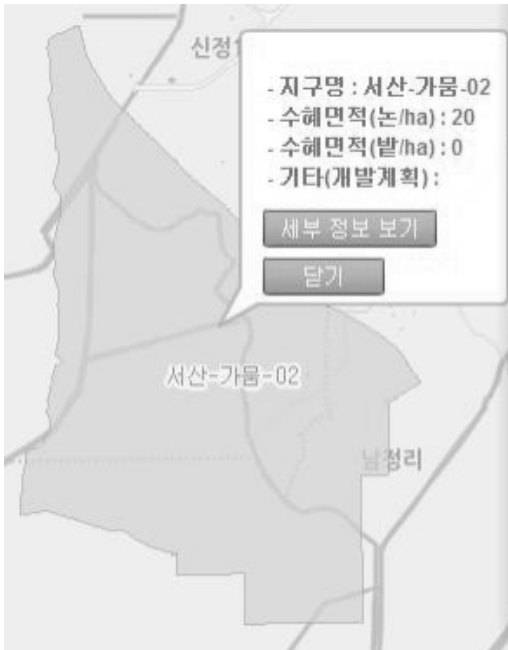 신정
- 지구명 : 서산-가뭄-02
- 수혜면적(논/ha) : 20
- 수혜면적(밭/ha) : 0
- 기타(개발계획) :
세부 정보 보기
닫기
서산-가뭄-02
남정리